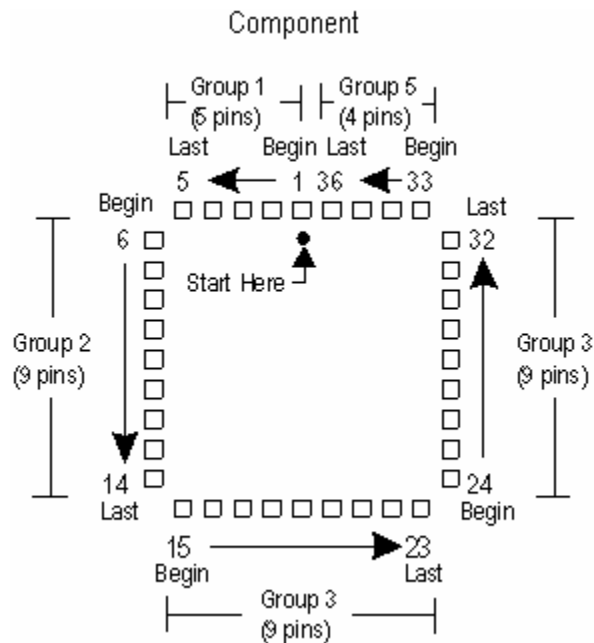 Component
Group 1
(5 pins)
Group 5
(4 pins)
Last
Begin
Last
Begin
5
1
36
33
Begin
Last
6
32
Start Here
Group 2
(9 pins)
Group 3
(9 pins)
14
Last
24
Begin
15
23
Begin
Last
Group 3
(9 pins)